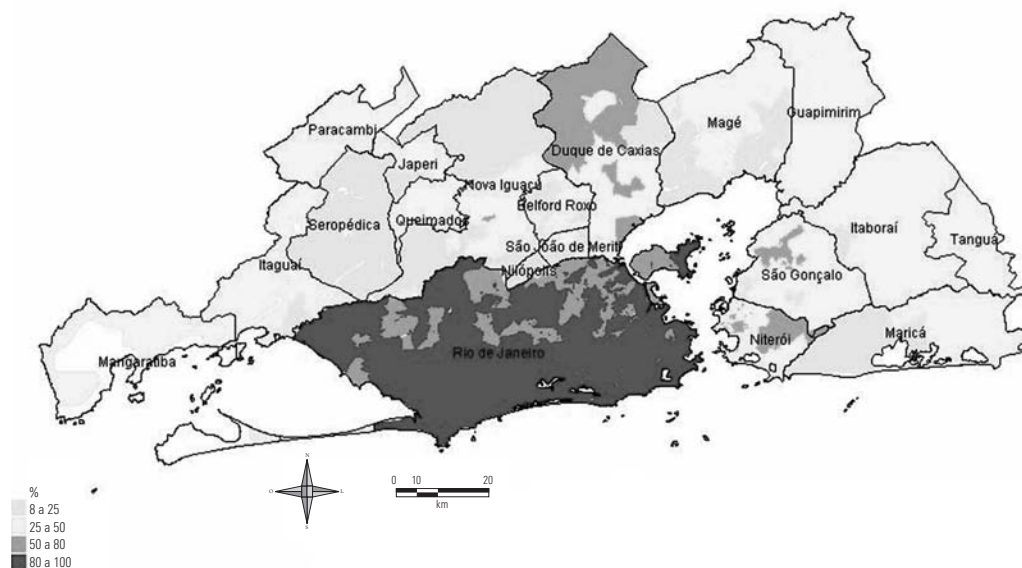 Paracambi
Japeri
Seropédica
Queimados
Nova Iguaçu
Itaguaí
Mangaratiba
Duque de Caxias
Belford Roxo
São João de Meriti
Nilópolis
Rio de Janeiro
Magé
Guapimirim
Itaboraí
Tanguá
São Gonçalo
Niterói
Maricá
N
O
L
S
0 10 20
km
%
8 a 25
25 a 50
50 a 80
80 a 100